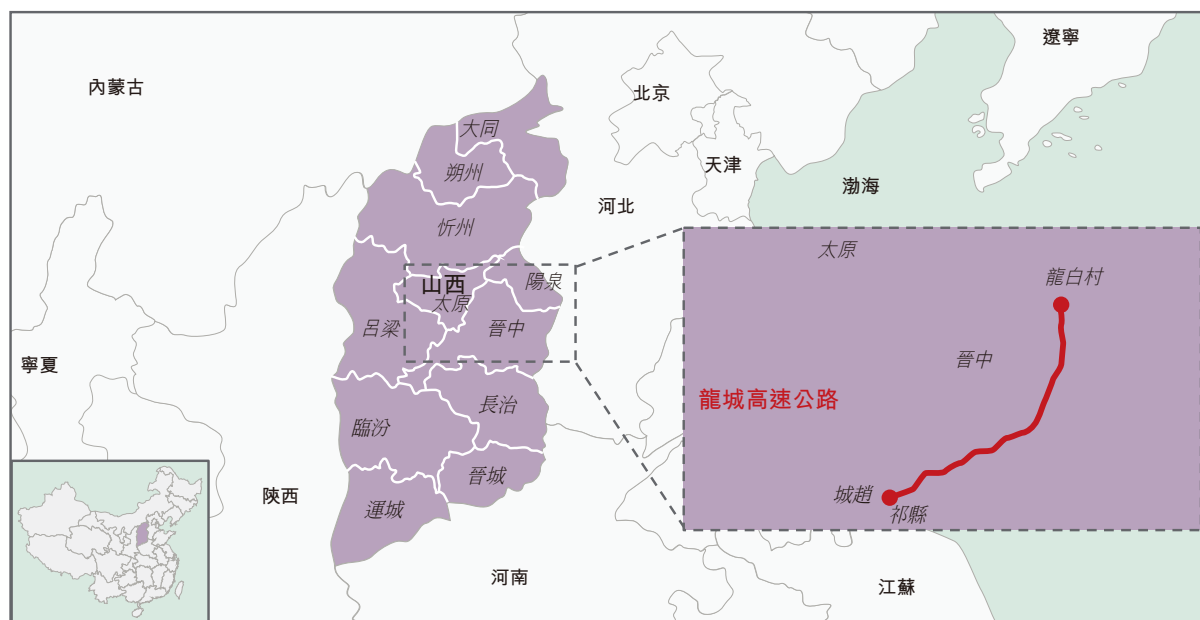 遼寧
內蒙古
北京
大同
天津
朔州
渤海
河北
忻州
太原
龍白村
陽泉
山西
太原
呂梁
晉中
晉中
寧夏
龍城高速公路
長治
臨汾
晉城
城趙
陝西
運城
祁縣
河南
江蘇